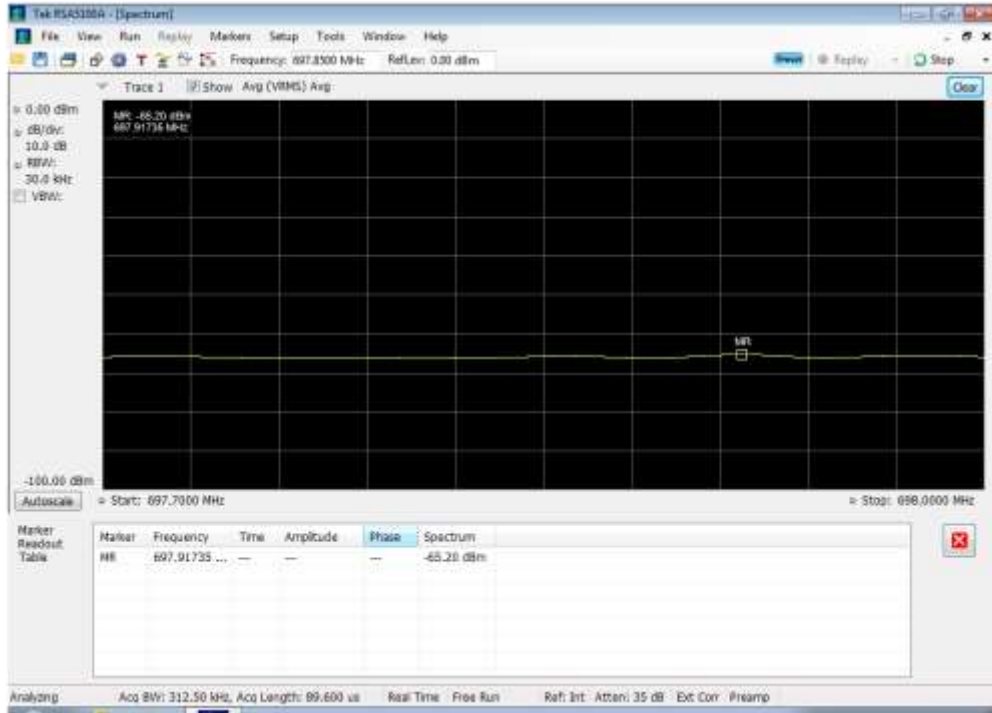 Tek RSA5100A - [Spectrum]
File View Run Replay Markers Setup Tools Window Help
Frequency: 697.8500 MHz RefLev: 0.00 dBm Preset Replay Stop
Trace 1 Show Avg (VRMS) Avg Clear
0.00 dBm
dB/div:
10.0 dB
RBW:
30.0 kHz
VBW:
MR: -65.20 dBm
697.91735 MHz
MR
-100.00 dBm
Autoscale Start: 697.7000 MHz Stop: 698.0000 MHz
Marker
Readout
Table
Marker Frequency Time Amplitude Phase Spectrum
MR 697.91735 ... --- --- --- -65.20 dBm
Analyzing Acq BW: 312.50 kHz, Acq Length: 89.600 us Real Time Free Run Ref: Int Atten: 35 dB Ext Corr Preamp